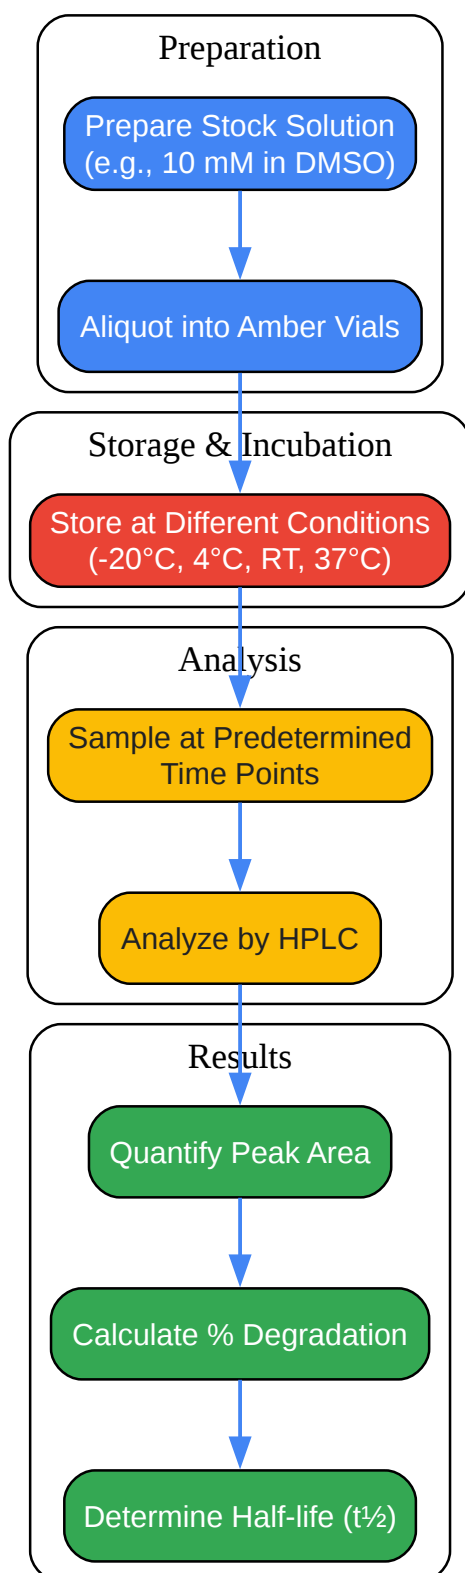 Preparation
Prepare Stock Solution
(e.g., 10 mM in DMSO)
Aliquot into Amber Vials
Storage & Incubation
Store at Different Conditions
(-20°C, 4°C, RT, 37°C)
Analysis
Sample at Predetermined
Time Points
Analyze by HPLC
Results
Quantify Peak Area
Calculate % Degradation
Determine Half-life (t½)